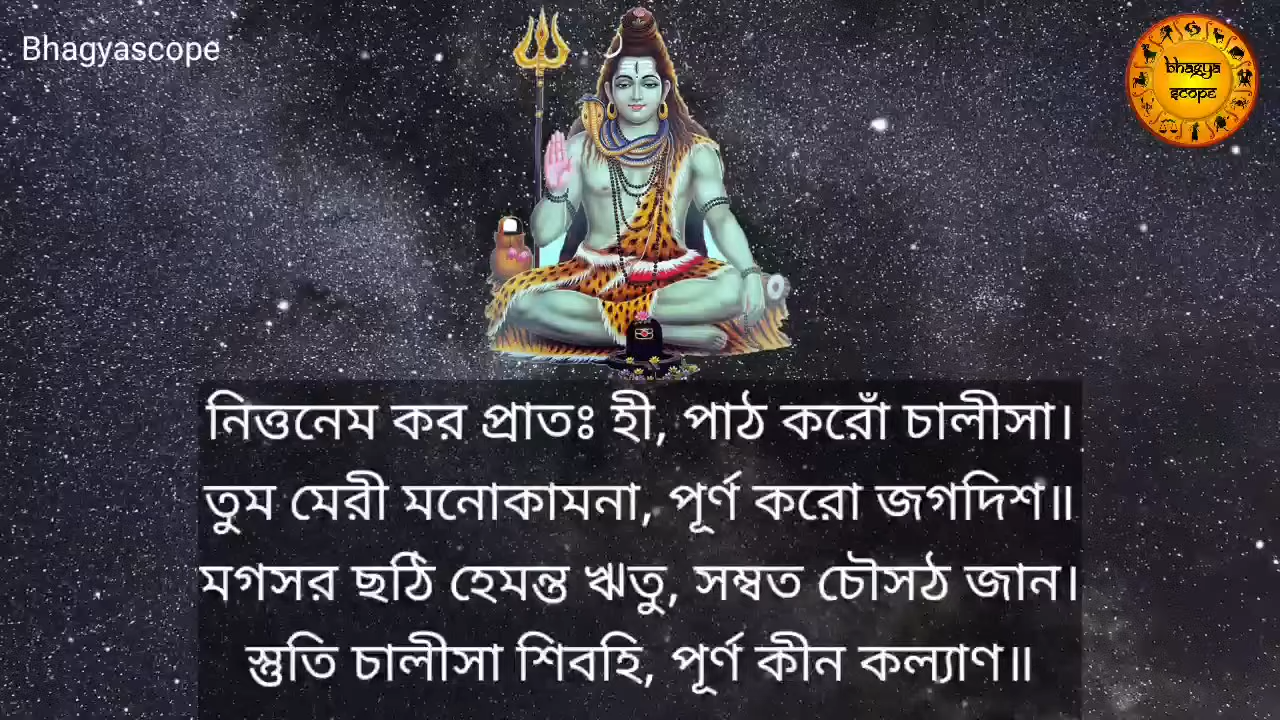 Bhagyascope
bhagya
scope
নিত্তনেম কর প্রাতঃ হী, পাঠ করোঁ চালীসা।
তুম মেরী মনোকামনা, পূর্ণ করো জগদিশ॥
মগসর ছঠি হেমন্ত ঋতু, সম্বত চৌসঠ জান।
স্তুতি চালীসা শিবহি, পূর্ণ কীন কল্যাণ॥